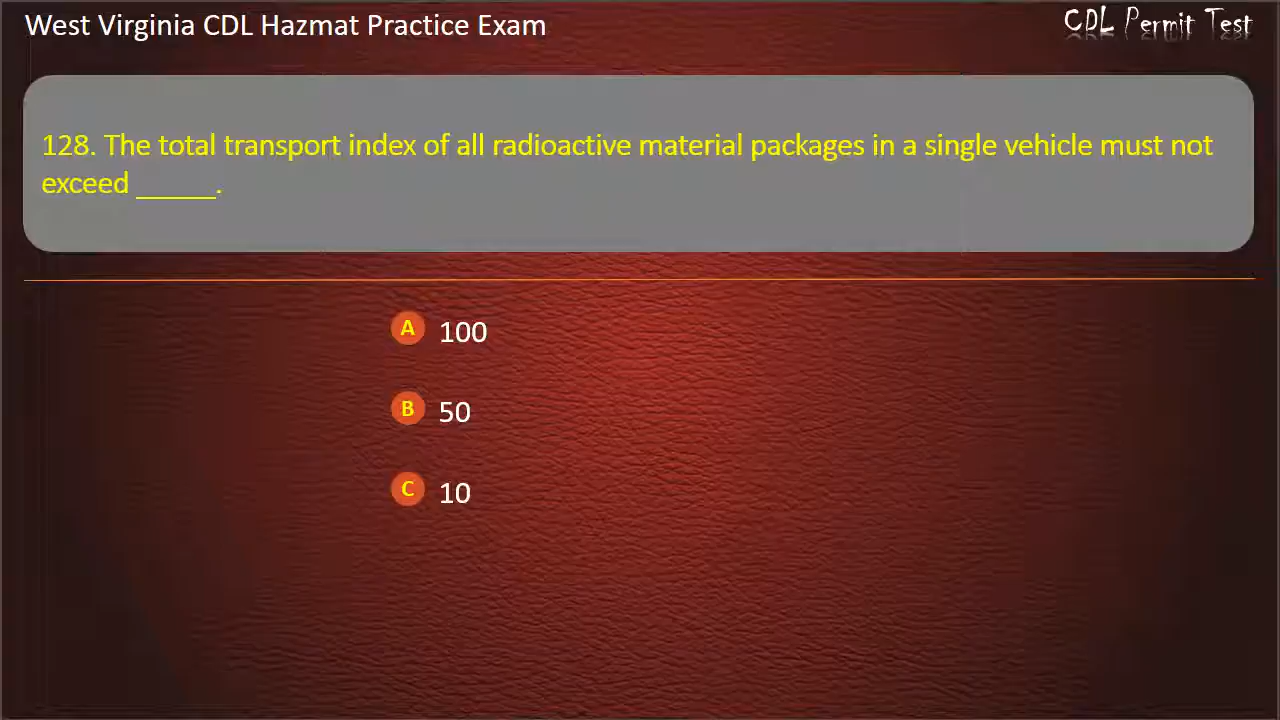 West Virginia CDL Hazmat Practice Exam
CDL Permit Test
128. The total transport index of all radioactive material packages in a single vehicle must not
exceed ______.
A 100
B 50
C 10